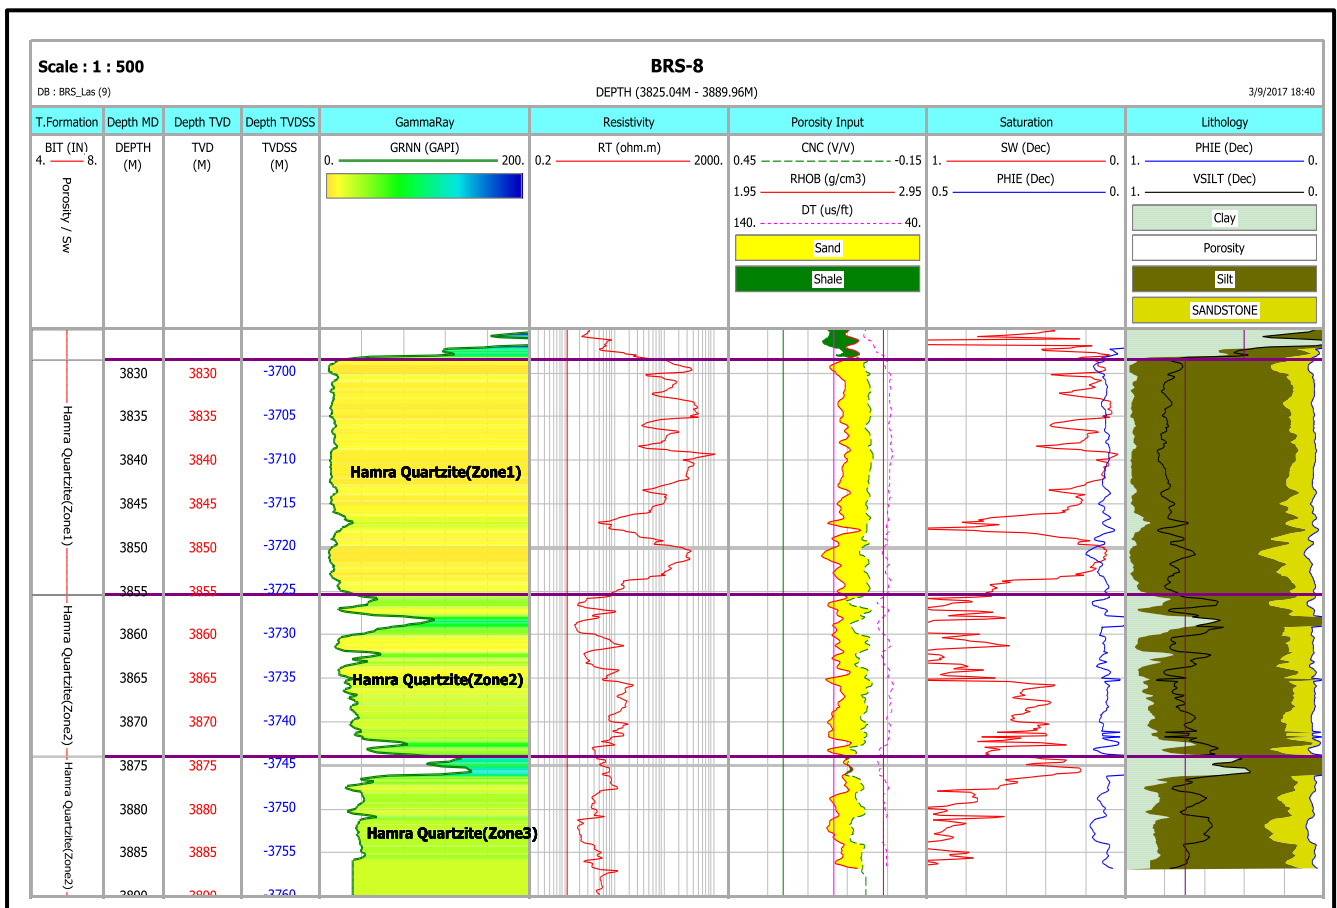 BRS-8
Scale : 1 : 500
DB : BRS_Las (9)
DEPTH (3825.04M - 3889.96M)
3/9/2017 18:40
T.Formation Depth MD Depth TVD Depth TVDSS GammaRay Resistivity Porosity Input Saturation Lithology
BIT (IN)
4. 8.
Porosity / Sw
DEPTH
(M)
TVD
(M)
TVDSS
(M)
GRNN (GAPI)
0. 200.
RT (ohm.m)
0.2 2000.
CNC (V/V)
0.45 -0.15
RHOB (g/cm3)
1.95 2.95
DT (us/ft)
140. 40.
Sand
Shale
SW (Dec)
1. 0.
PHIE (Dec)
0.5 0.
PHIE (Dec)
1. 0.
VSILT (Dec)
1. 0.
Clay
Porosity
Silt
SANDSTONE
3830 3830 -3700
3835 3835 -3705
3840 3840 -3710
3845 3845 -3715
3850 3850 -3720
3855 3855 -3725
3860 3860 -3730
3865 3865 -3735
3870 3870 -3740
3875 3875 -3745
3880 3880 -3750
3885 3885 -3755
3890 3890 -3760
Hamra Quartzite(Zone1)
Hamra Quartzite(Zone2)
Hamra Quartzite(Zone2)
Hamra Quartzite(Zone1)
Hamra Quartzite(Zone2)
Hamra Quartzite(Zone3)